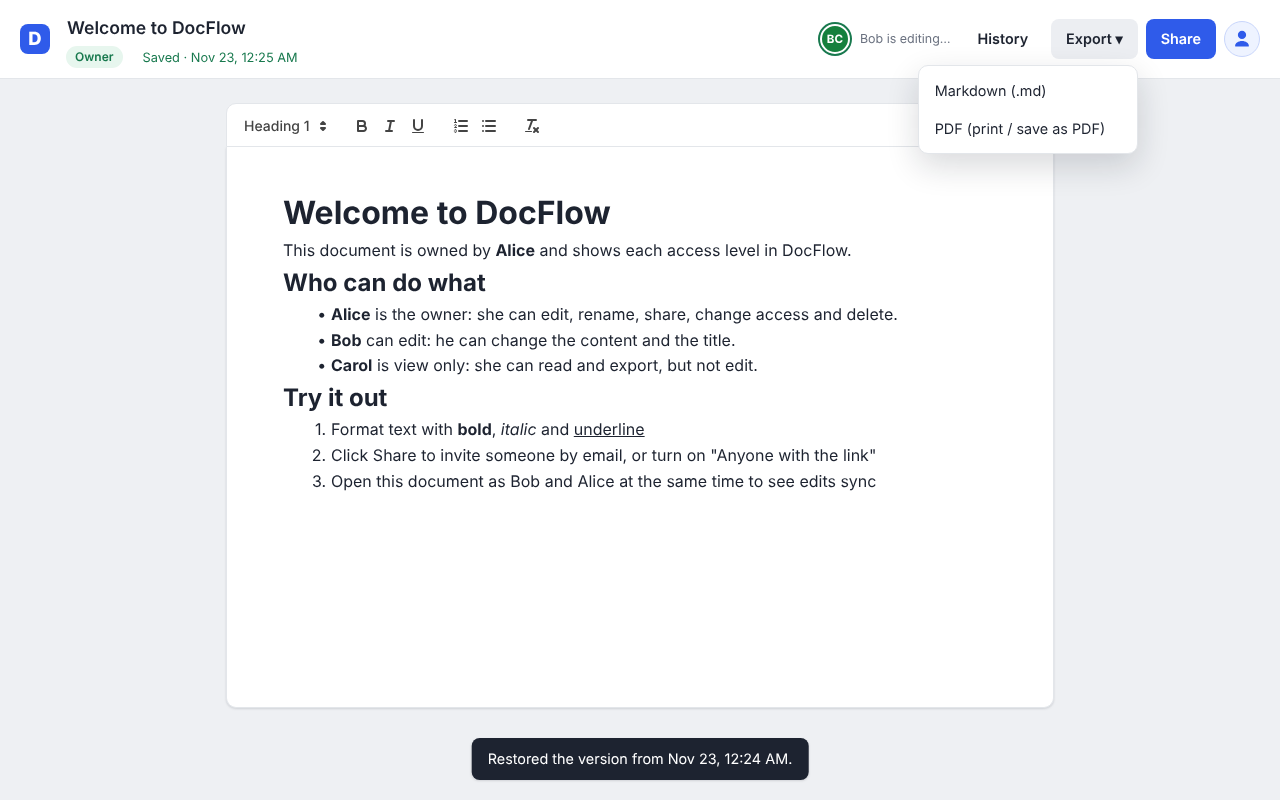 D
Welcome to DocFlow
Owner
Saved · Nov 23, 12:25 AM
BC
Bob is editing...
History
Export ▾
Share
Markdown (.md)
PDF (print / save as PDF)
Heading 1
Welcome to DocFlow
This document is owned by Alice and shows each access level in DocFlow.
Who can do what
• Alice is the owner: she can edit, rename, share, change access and delete.
• Bob can edit: he can change the content and the title.
• Carol is view only: she can read and export, but not edit.
Try it out
1. Format text with bold, italic and underline
2. Click Share to invite someone by email, or turn on "Anyone with the link"
3. Open this document as Bob and Alice at the same time to see edits sync
Restored the version from Nov 23, 12:24 AM.